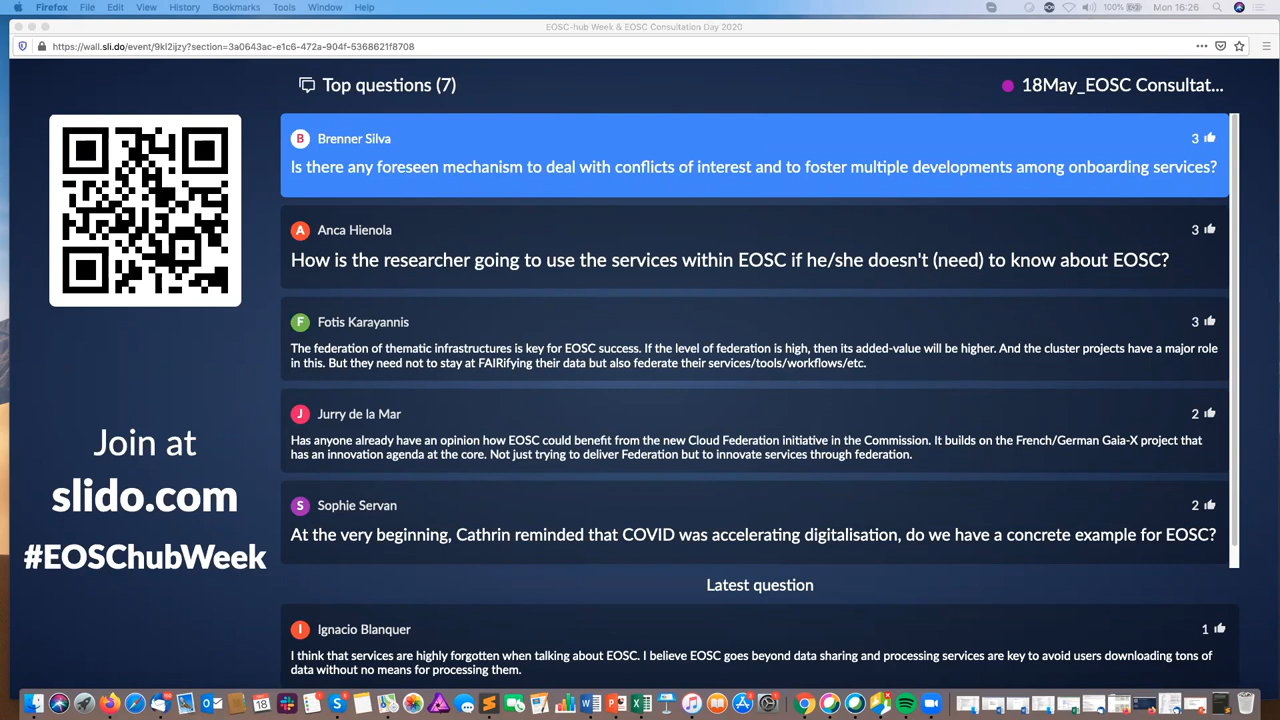 Firefox File Edit View History Bookmarks Tools Window Help
100% Mon 16:26
EOSC-hub Week & EOSC Consultation Day 2020
https://wall.sli.do/event/9kl2ijzy?section=3a0643ac-e1c6-472a-904f-5368621f8708
Top questions (7)
18May_EOSC Consultat...
B Brenner Silva 3
Is there any foreseen mechanism to deal with conflicts of interest and to foster multiple developments among onboarding services?
A Anca Hienola 3
How is the researcher going to use the services within EOSC if he/she doesn't (need) to know about EOSC?
F Fotis Karayannis 3
The federation of thematic infrastructures is key for EOSC success. If the level of federation is high, then its added-value will be higher. And the cluster projects have a major role
in this. But they need not to stay at FAIRifying their data but also federate their services/tools/workflows/etc.
J Jurry de la Mar 2
Has anyone already have an opinion how EOSC could benefit from the new Cloud Federation initiative in the Commission. It builds on the French/German Gaia-X project that
has an innovation agenda at the core. Not just trying to deliver Federation but to innovate services through federation.
S Sophie Servan 2
At the very beginning, Cathrin reminded that COVID was accelerating digitalisation, do we have a concrete example for EOSC?
Join at
slido.com
#EOSChubWeek
Latest question
I Ignacio Blanquer 1
I think that services are highly forgotten when talking about EOSC. I believe EOSC goes beyond data sharing and processing services are key to avoid users downloading tons of
data without no means for processing them.